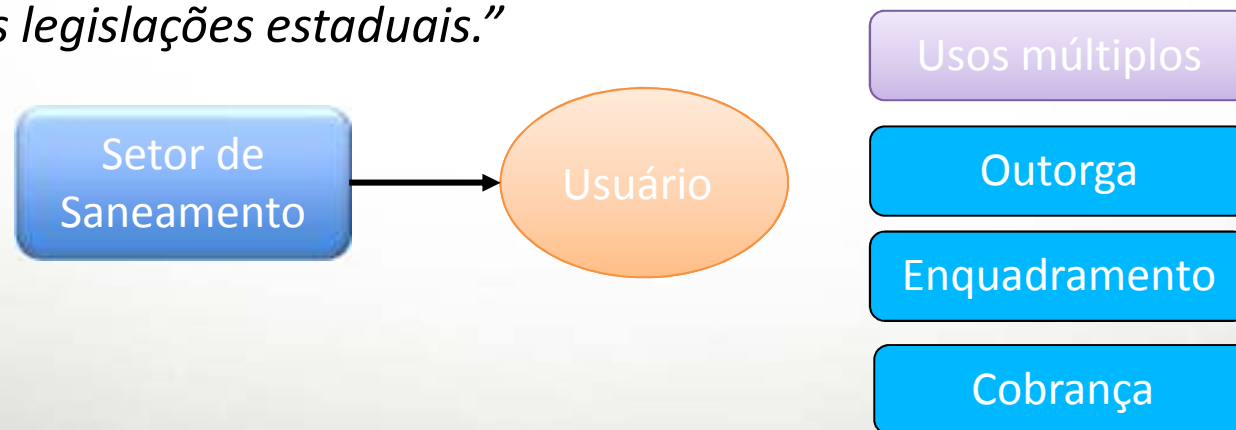 s legislações estaduais.”
Setor de
Saneamento
Usuário
Usos múltiplos
Outorga
Enquadramento
Cobrança